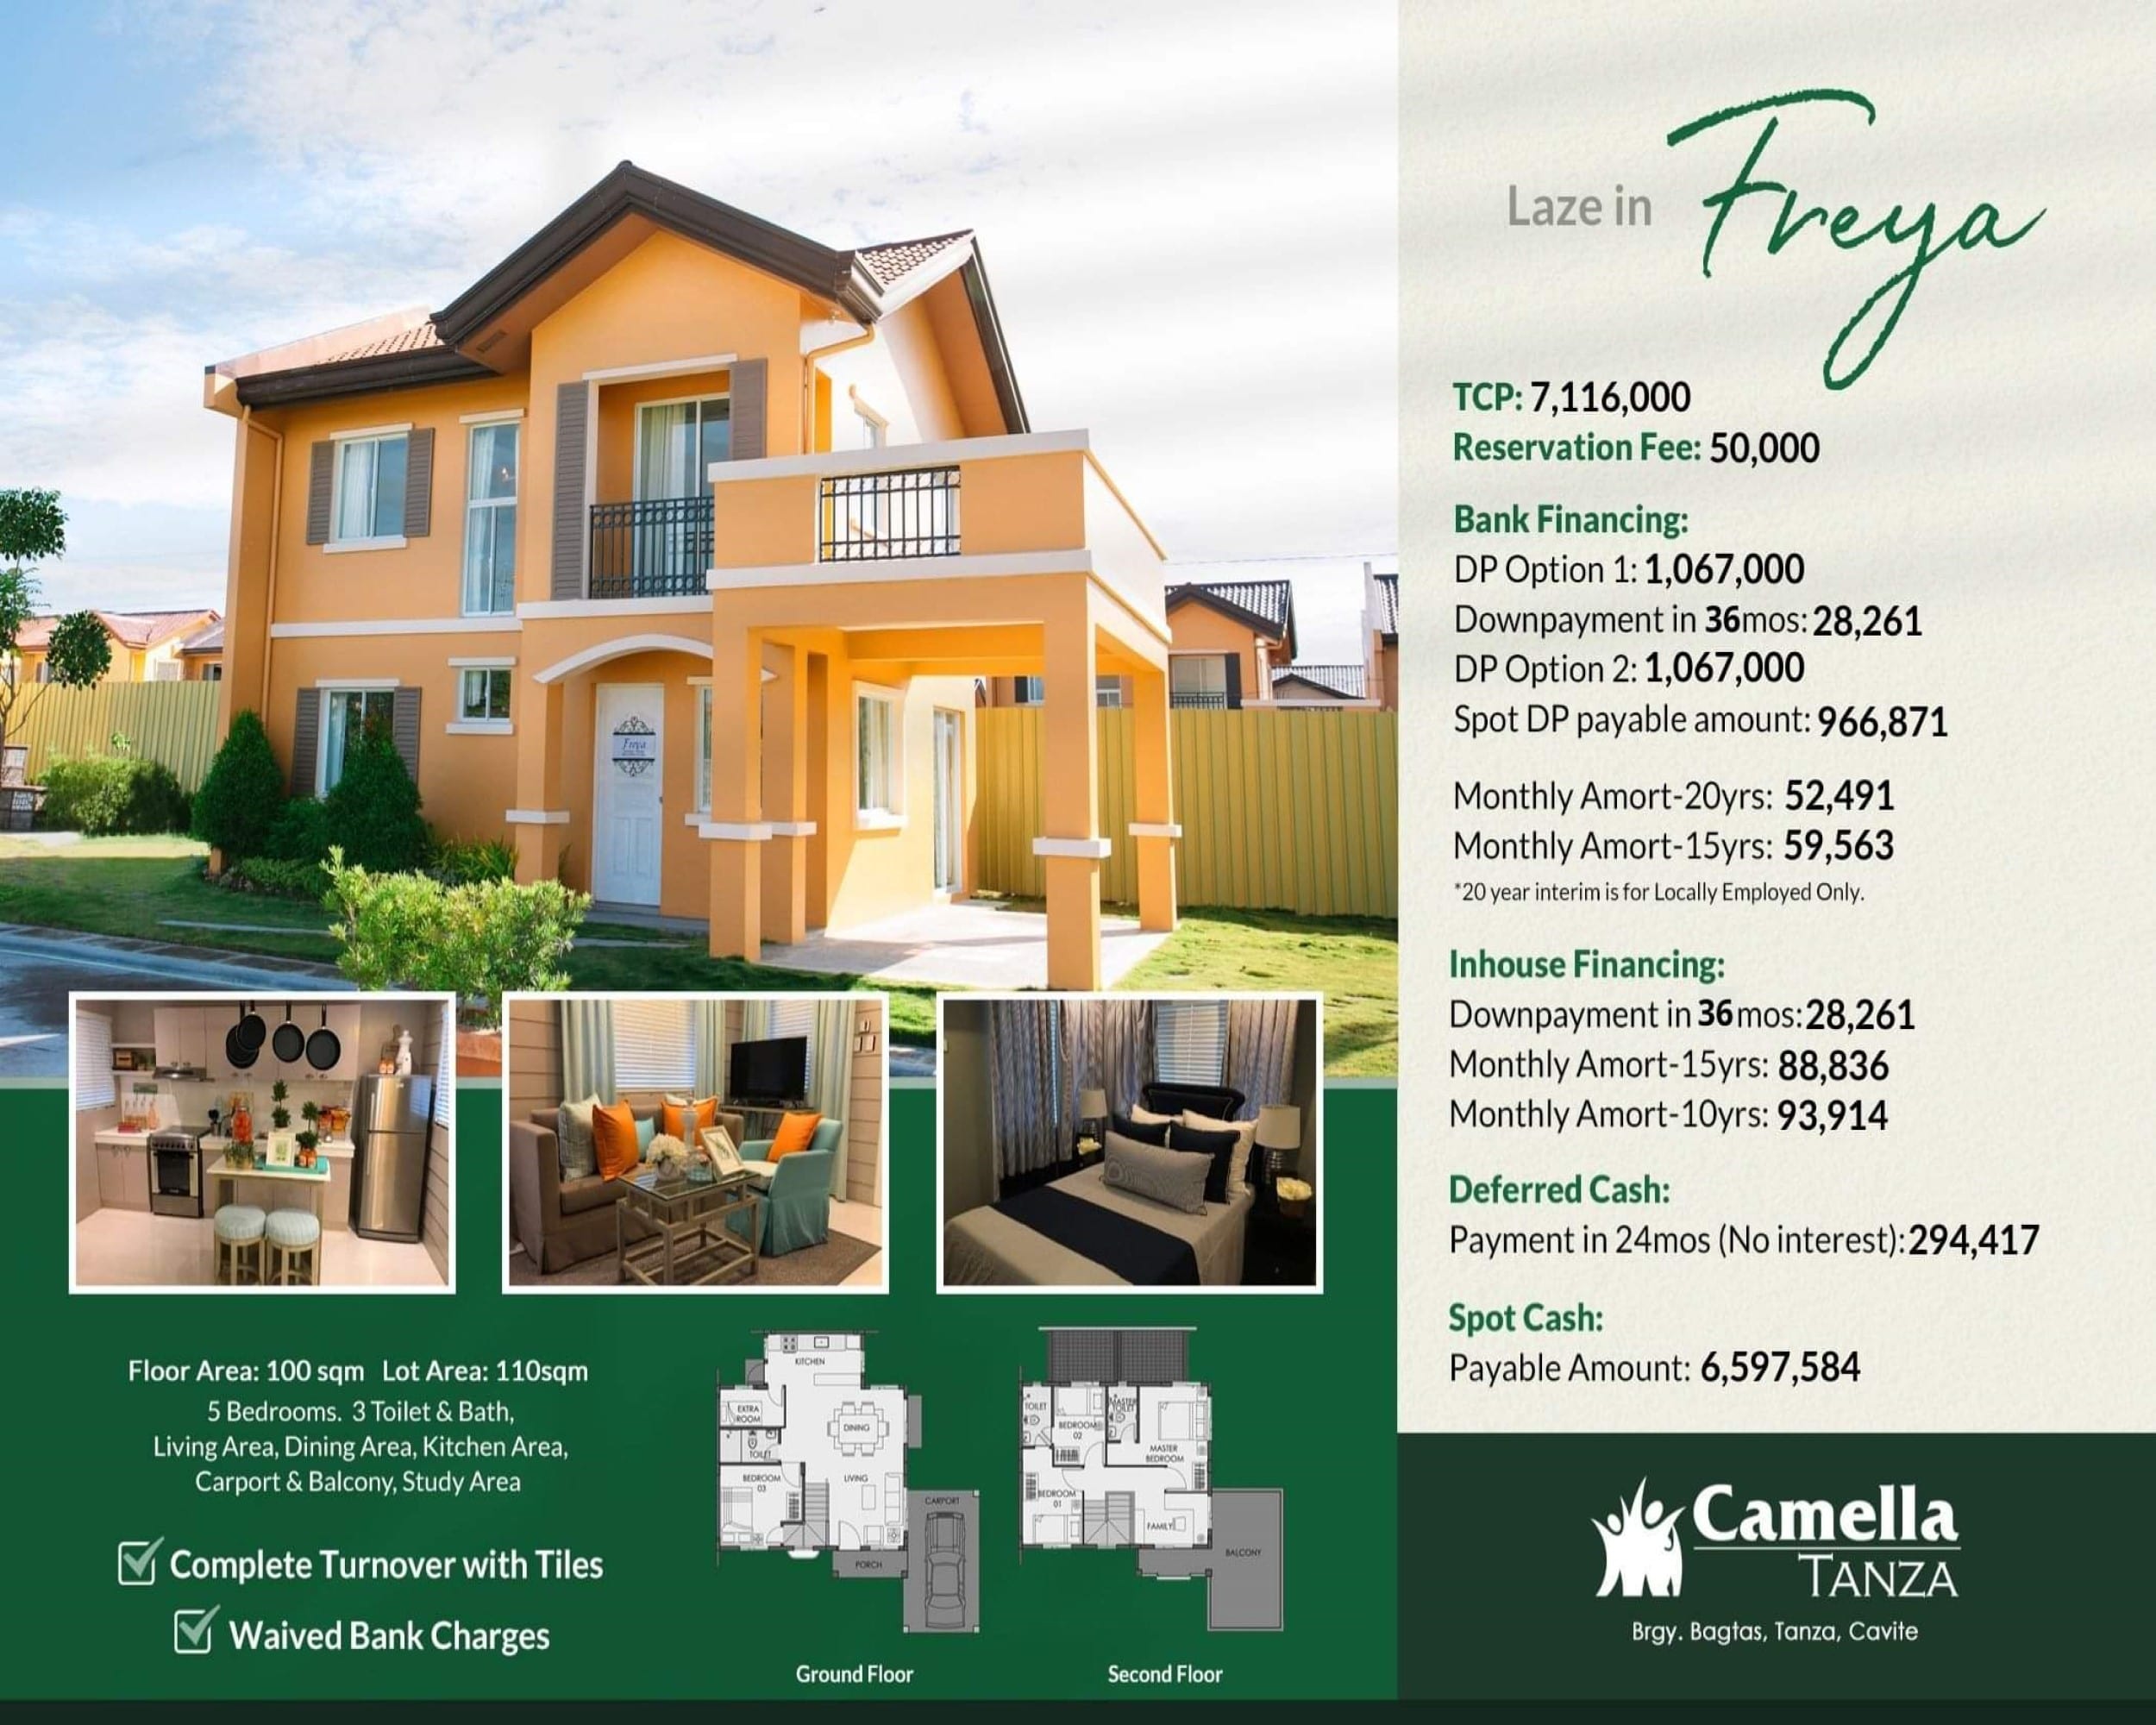 Laze in Freya
TCP: 7,116,000
Reservation Fee: 50,000
Bank Financing:
DP Option 1: 1,067,000
Downpayment in 36mos: 28,261
DP Option 2: 1,067,000
Spot DP payable amount: 966,871
Monthly Amort-20yrs: 52,491
Monthly Amort-15yrs: 59,563
*20 year interim is for Locally Employed Only.
Inhouse Financing:
Downpayment in 36mos: 28,261
Monthly Amort-15yrs: 88,836
Monthly Amort-10yrs: 93,914
Deferred Cash:
Payment in 24mos (No interest): 294,417
Spot Cash:
Payable Amount: 6,597,584
Camella
TANZA
Brgy. Bagtas, Tanza, Cavite
Freya
Floor Area: 100 sqm Lot Area: 110sqm
5 Bedrooms. 3 Toilet & Bath,
Living Area, Dining Area, Kitchen Area,
Carport & Balcony, Study Area
Complete Turnover with Tiles
Waived Bank Charges
KITCHEN
EXTRA
ROOM
DINING
TOILET
BEDROOM
03
LIVING
CARPORT
PORCH
Ground Floor
TOILET
BEDROOM
02
MASTER
TOILET
MASTER
BEDROOM
BEDROOM
01
FAMILY
BALCONY
Second Floor